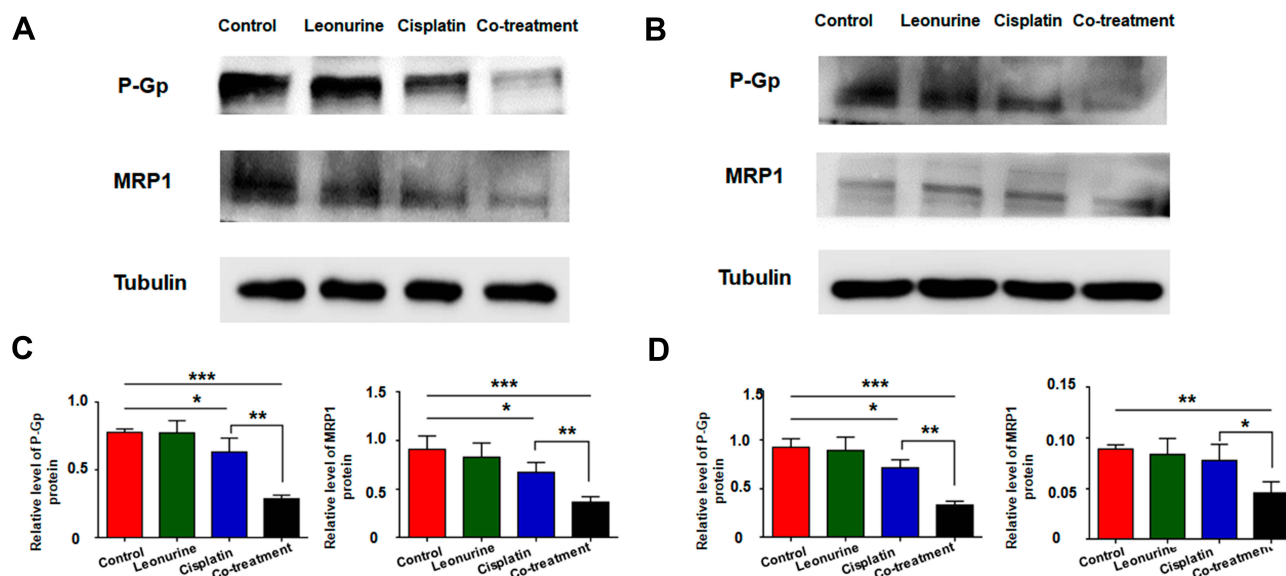 A
Control Leonurine Cisplatin Co-treatment
P-Gp
MRP1
Tubulin
B
Control Leonurine Cisplatin Co-treatment
P-Gp
MRP1
Tubulin
C
Relative level of P-Gp
protein
1.0
0.5
0
***
*
**
Control Leonurine Cisplatin Co-treatment
Relative level of MRP1
protein
1.5
1.0
0.5
0
***
*
**
Control Leonurine Cisplatin Co-treatment
D
Relative level of P-Gp
protein
1.0
0.5
0
***
*
**
Control Leonurine Cisplatin Co-treatment
Relative level of MRP1
protein
0.15
0.10
0.05
0
**
*
Control Leonurine Cisplatin Co-treatment